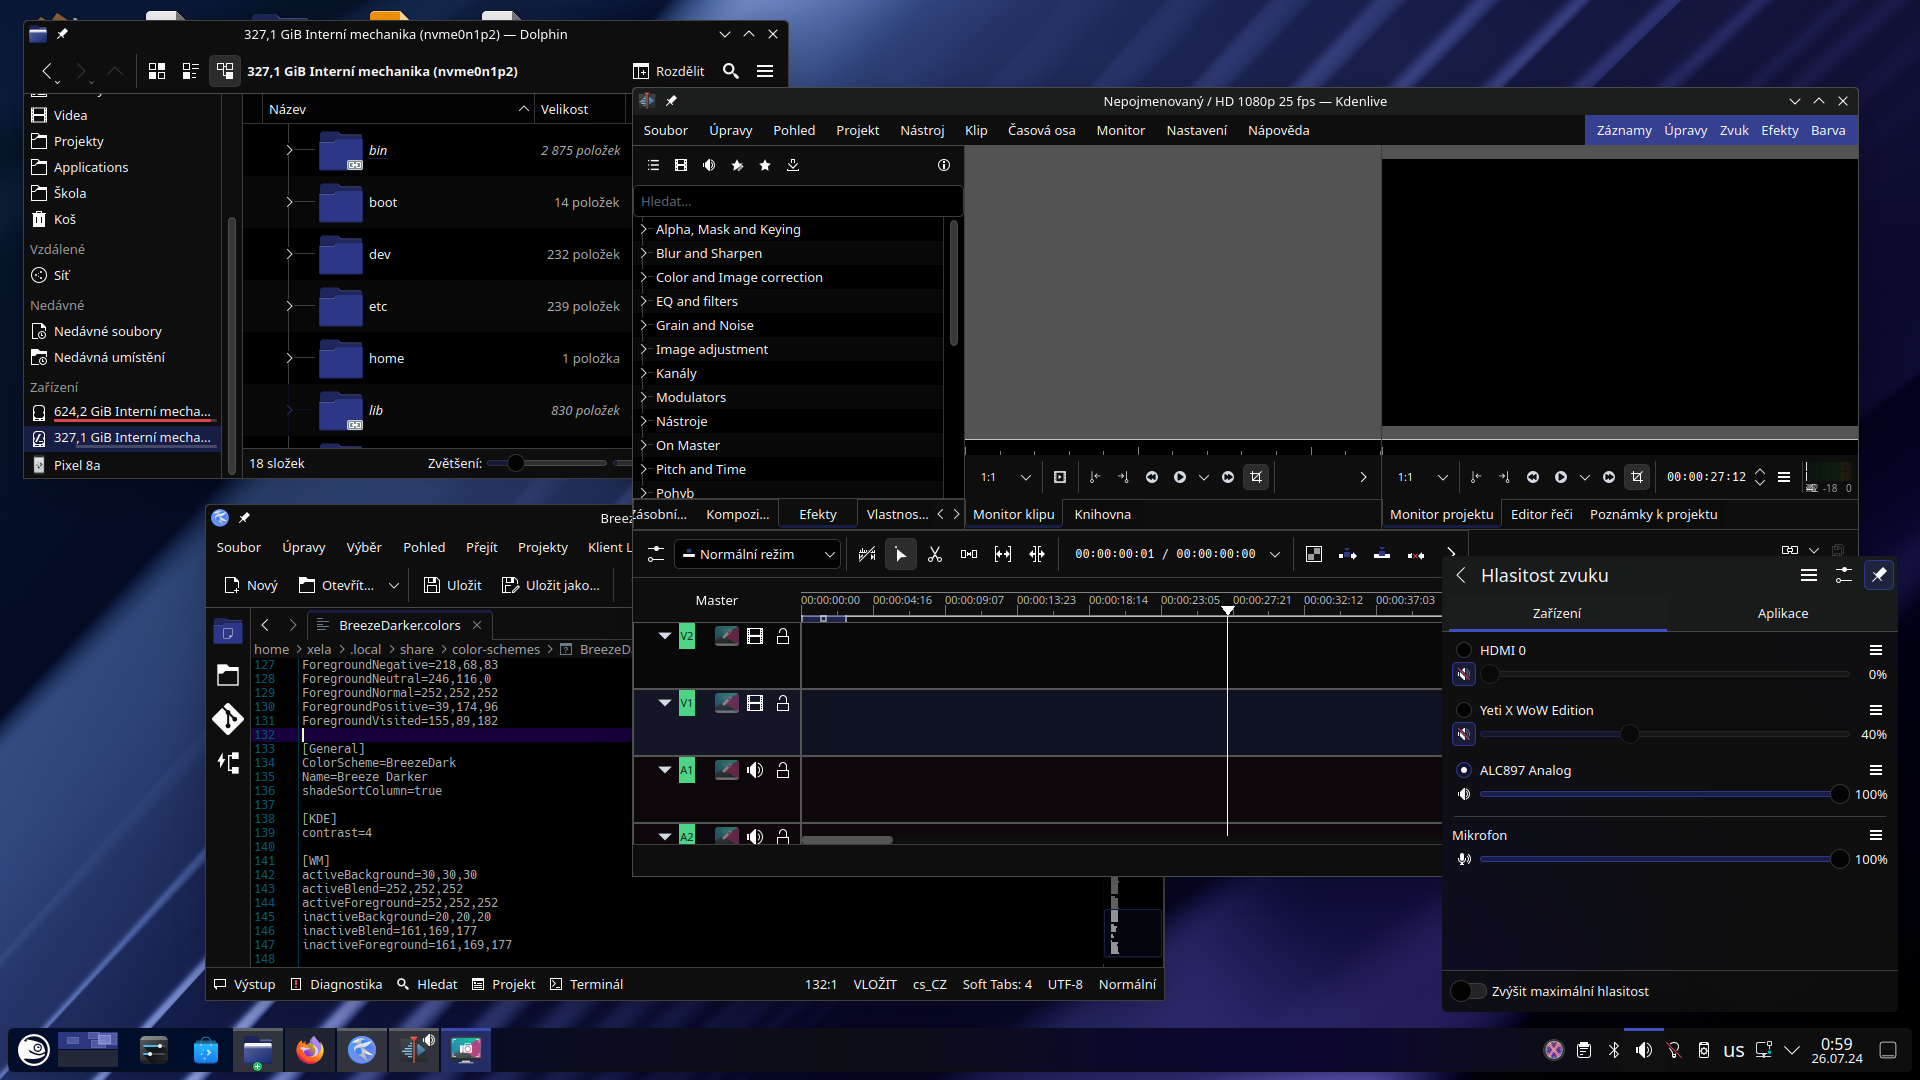 327,1 GiB Interní mechanika (nvme0n1p2) — Dolphin
327,1 GiB Interní mechanika (nvme0n1p2)
Rozdělit
Videa
Projekty
Applications
Škola
Koš
Vzdálené
Síť
Nedávné
Nedávné soubory
Nedávná umístění
Zařízení
624,2 GiB Interní mecha...
327,1 GiB Interní mecha...
Pixel 8a
Název Velikost
bin 2 875 položek
boot 14 položek
dev 232 položek
etc 239 položek
home 1 položka
lib 830 položek
18 složek Zvětšení:
Nepojmenovaný / HD 1080p 25 fps — Kdenlive
Soubor Úpravy Pohled Projekt Nástroj Klip Časová osa Monitor Nastavení Nápověda
Záznamy Úpravy Zvuk Efekty Barva
Hledat...
Alpha, Mask and Keying
Blur and Sharpen
Color and Image correction
EQ and filters
Grain and Noise
Image adjustment
Kanály
Modulators
Nástroje
On Master
Pitch and Time
Pohyb
1:1
1:1 00:00:27:12
-18 0
Zásobní... Kompozi... Efekty Vlastnos...
Monitor klipu Knihovna
Monitor projektu Editor řeči Poznámky k projektu
Normální režim 00:00:00:01 / 00:00:00:00
Master
00:00:00:00 00:00:04:16 00:00:09:07 00:00:13:23 00:00:18:14 00:00:23:05 00:00:27:21 00:00:32:12 00:00:37:03
V2
V1
A1
A2
Breez
Soubor Úpravy Výběr Pohled Přejít Projekty Klient L
Nový Otevřít... Uložit Uložit jako...
BreezeDarker.colors
home > xela > .local > share > color-schemes > BreezeD
127 ForegroundNegative=218,68,83
128 ForegroundNeutral=246,116,0
129 ForegroundNormal=252,252,252
130 ForegroundPositive=39,174,96
131 ForegroundVisited=155,89,182
132
133 [General]
134 ColorScheme=BreezeDark
135 Name=Breeze Darker
136 shadeSortColumn=true
137
138 [KDE]
139 contrast=4
140
141 [WM]
142 activeBackground=30,30,30
143 activeBlend=252,252,252
144 activeForeground=252,252,252
145 inactiveBackground=20,20,20
146 inactiveBlend=161,169,177
147 inactiveForeground=161,169,177
148
Výstup Diagnostika Hledat Projekt Terminál
132:1 VLOŽIT cs_CZ Soft Tabs: 4 UTF-8 Normální
Hlasitost zvuku
Zařízení Aplikace
HDMI 0
0%
Yeti X WoW Edition
40%
ALC897 Analog
100%
Mikrofon
100%
Zvýšit maximální hlasitost
us
0:59
26.07.24